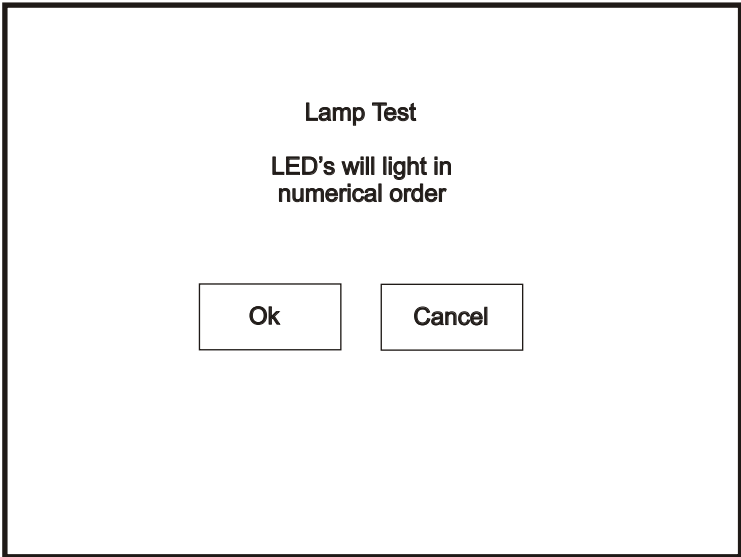 Lamp Test
LED’s will light in
numerical order
Ok
Cancel